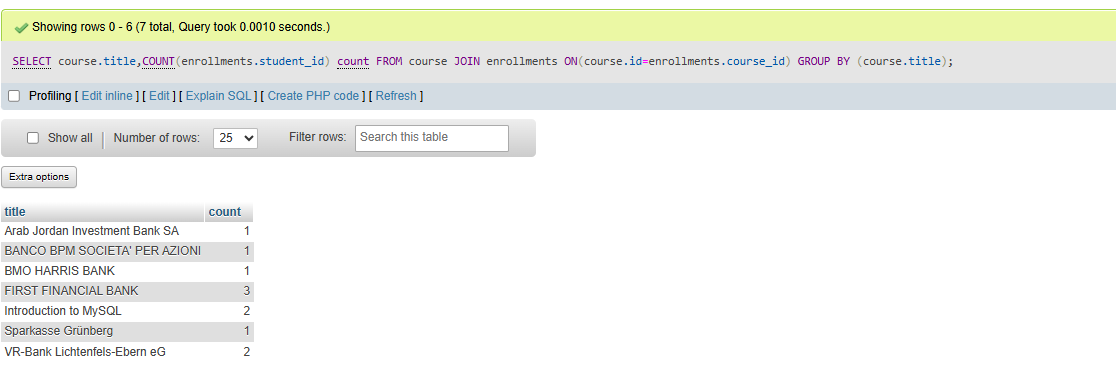 Showing rows 0 - 6 (7 total, Query took 0.0010 seconds.)
SELECT course.title,COUNT(enrollments.student_id) count FROM course JOIN enrollments ON(course.id=enrollments.course_id) GROUP BY (course.title);
Profiling [ Edit inline ] [ Edit ] [ Explain SQL ] [ Create PHP code ] [ Refresh ]
Show all | Number of rows: 25 Filter rows: Search this table
Extra options
title count
Arab Jordan Investment Bank SA 1
BANCO BPM SOCIETA' PER AZIONI 1
BMO HARRIS BANK 1
FIRST FINANCIAL BANK 3
Introduction to MySQL 2
Sparkasse Grünberg 1
VR-Bank Lichtenfels-Ebern eG 2